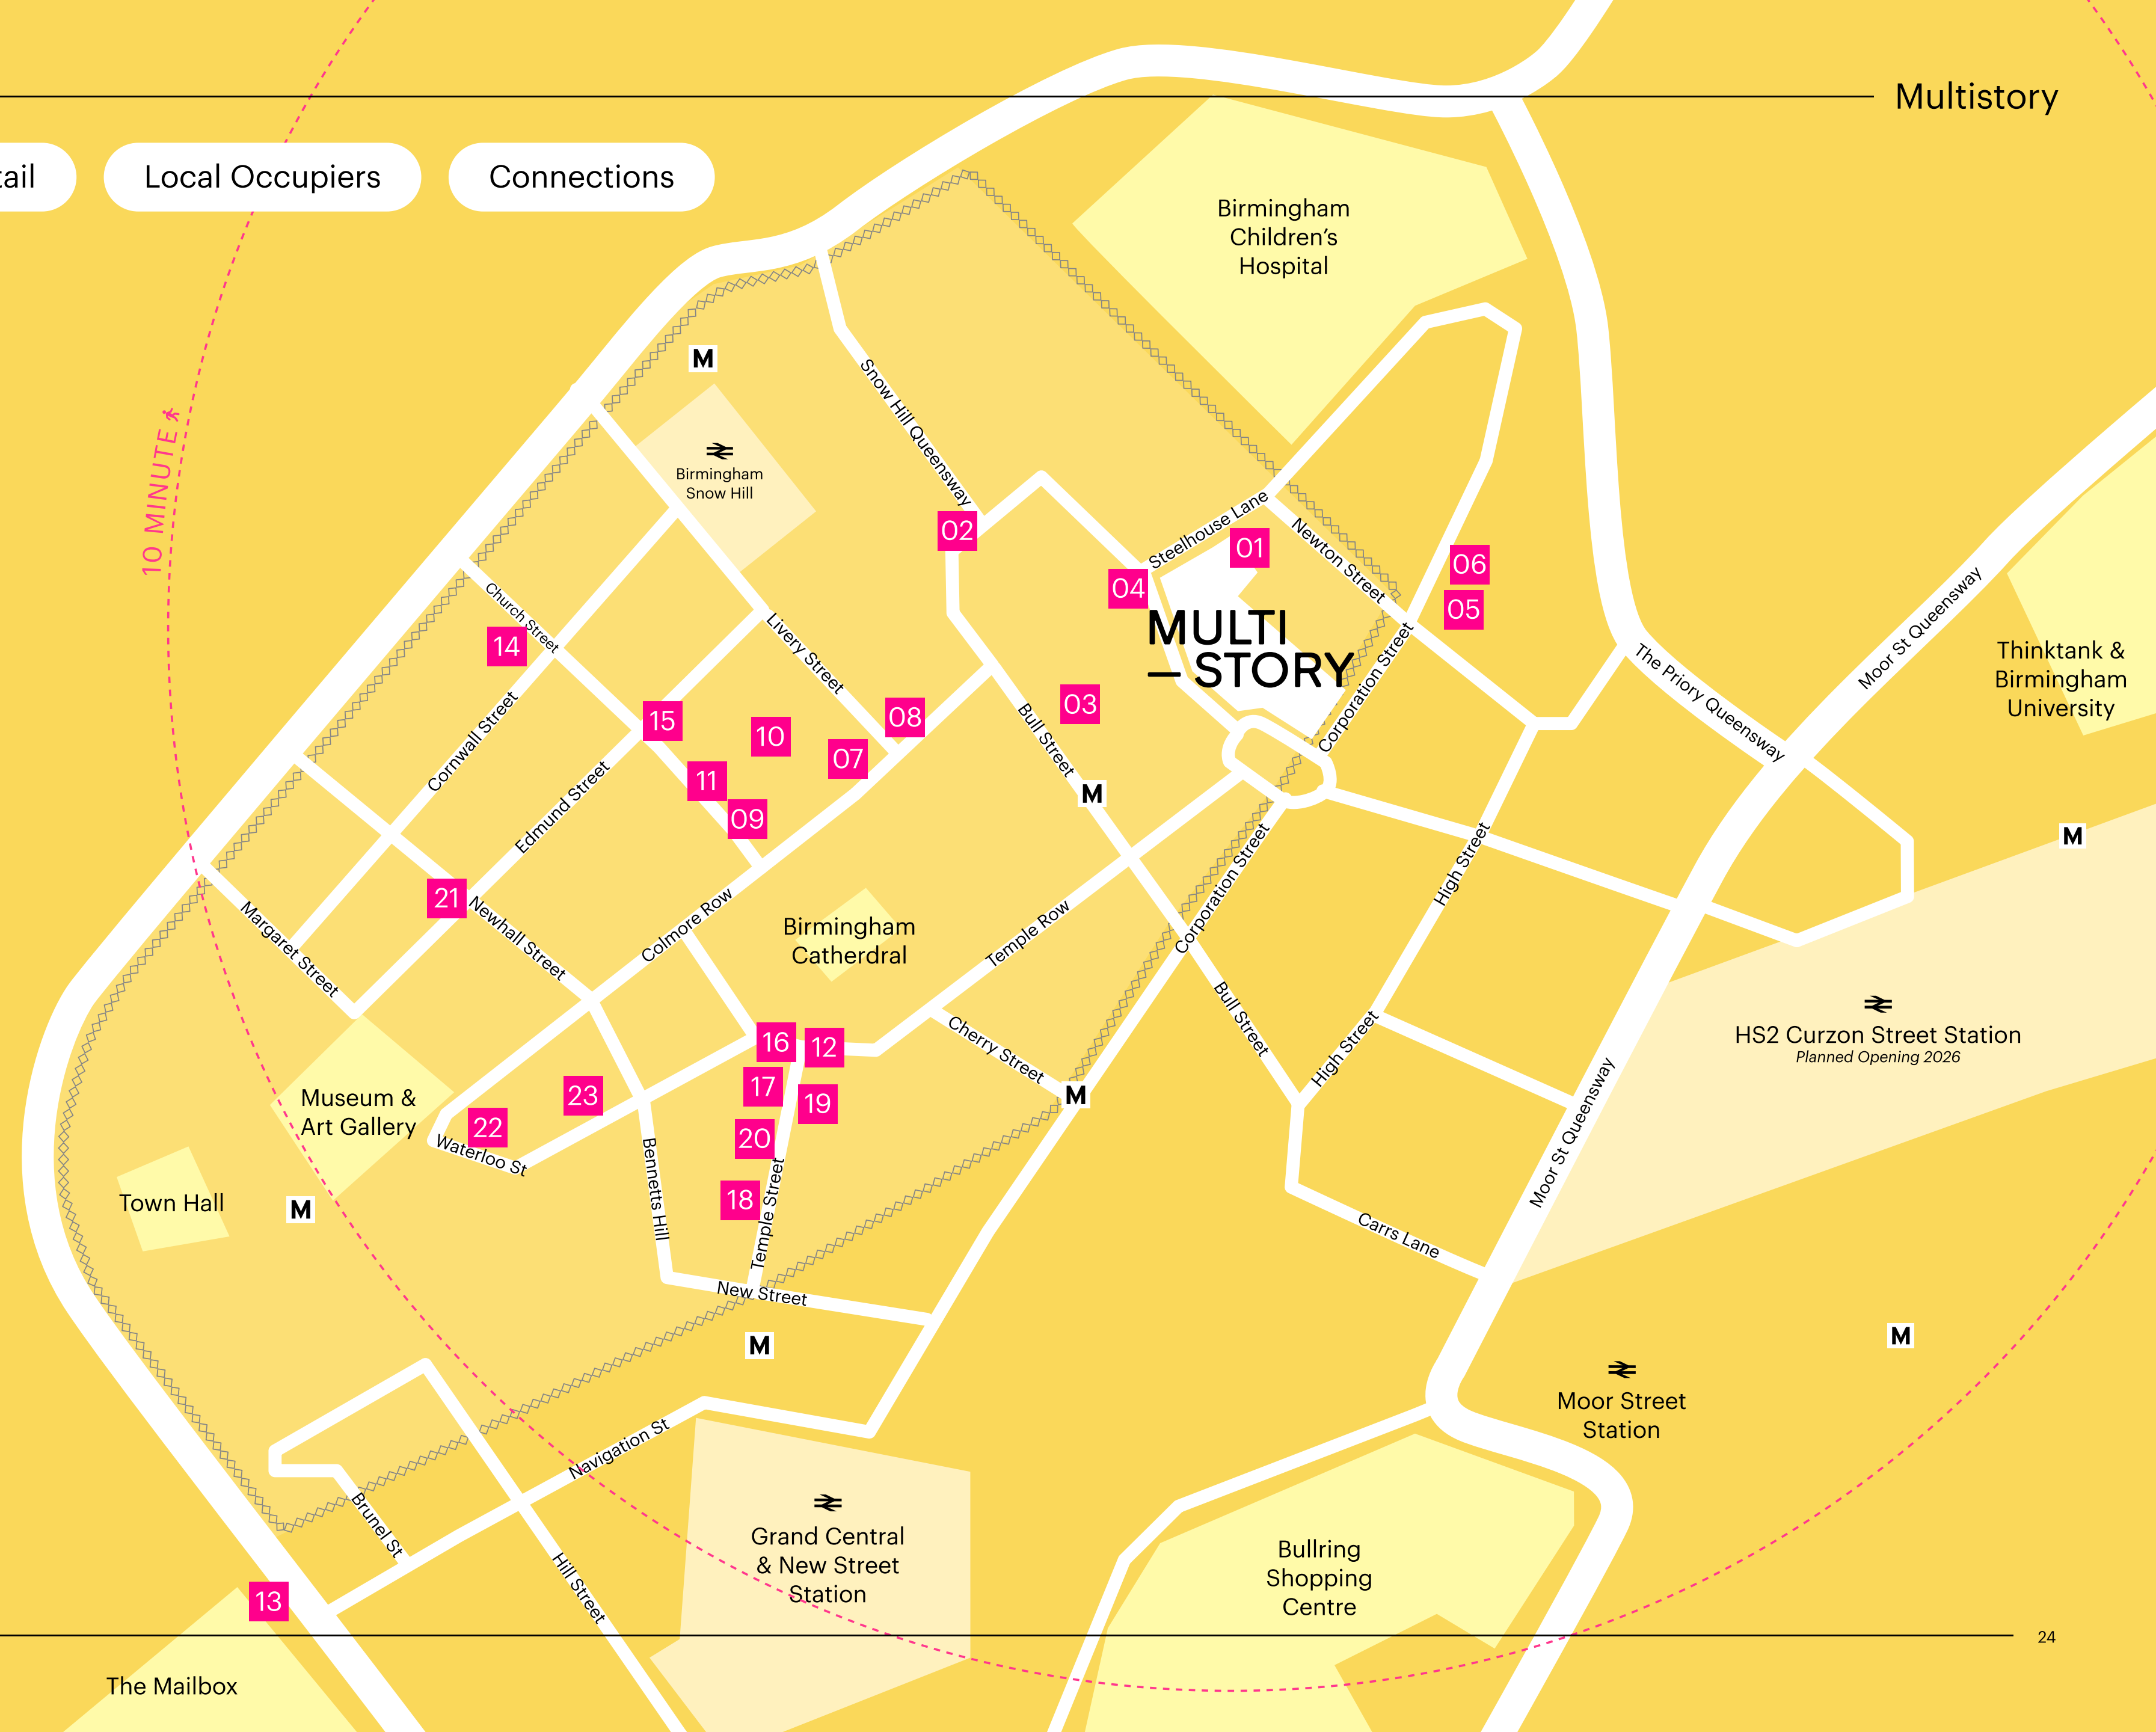 Multistory
tail
Local Occupiers
Connections
Birmingham
Children's
Hospital
10 MINUTE
M
Birmingham
Snow Hill
Snow Hill Queensway
02
Steelhouse Lane
01
Newton Street
04
06
05
MULTI
— STORY
Church Street
14
Livery Street
15
10
08
07
03
11
09
Bull Street
M
Corporation Street
Cornwall Street
Edmund Street
The Priory Queensway
Moor St Queensway
Thinktank &
Birmingham
University
M
21
Newhall Street
Margaret Street
Colmore Row
Birmingham
Catherdral
Temple Row
Corporation Street
High Street
Bull Street
High Street
HS2 Curzon Street Station
Planned Opening 2026
Cherry Street
M
16
12
17
19
20
18
23
22
Museum &
Art Gallery
Waterloo St
Bennetts Hill
Temple Street
New Street
Town Hall
M
M
Moor St Queensway
Carrs Lane
M
Moor Street
Station
Navigation St
Brunel St
Hill Street
Grand Central
& New Street
Station
Bullring
Shopping
Centre
13
The Mailbox
24